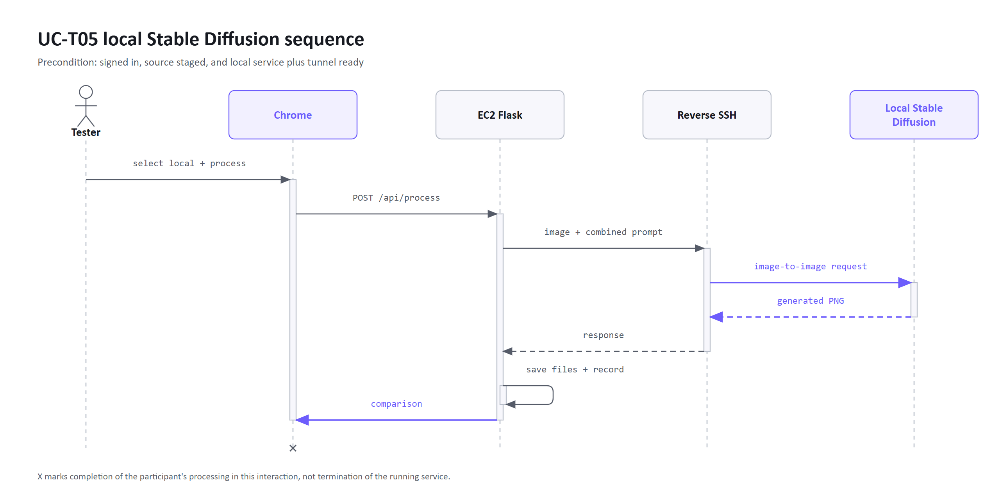 UC-T05 local Stable Diffusion sequence
Precondition: signed in, source staged, and local service plus tunnel ready
Tester
Chrome
EC2 Flask
Reverse SSH
Local Stable
Diffusion
select local + process
POST /api/process
image + combined prompt
image-to-image request
generated PNG
response
save files + record
comparison
X marks completion of the participant's processing in this interaction, not termination of the running service.